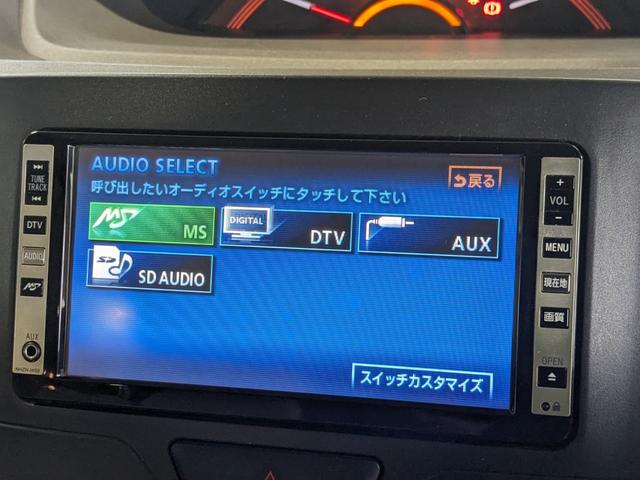 AUDIO SELECT
戻る
呼び出したいオーディオスイッチにタッチして下さい
MS
MS
DIGITAL
DTV
AUX
SD
SD AUDIO
スイッチカスタマイズ
TUNE
TRACK
DTV
AUDIO
MS
AUX
+
VOL
−
MENU
現在地
画質
OPEN